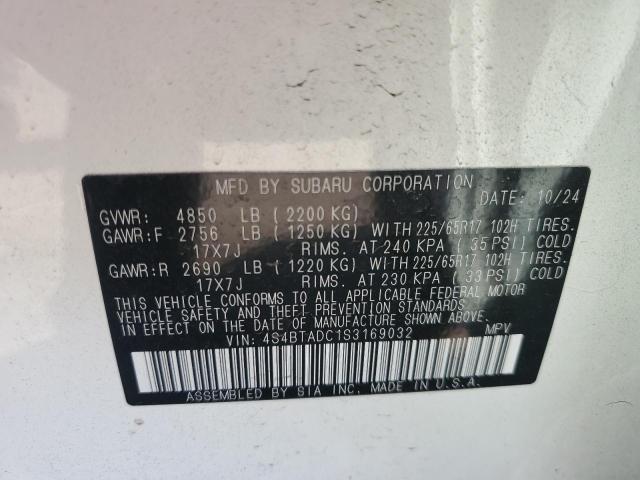 MFD BY SUBARU CORPORATION
DATE: 10/24
GVWR: 4850 LB (2200 KG)
GAWR:F 2756 LB (1250 KG) WITH 225/65R17 102H TIRES.
17X7J RIMS. AT 240 KPA (35 PSI) COLD
GAWR:R 2690 LB (1220 KG) WITH 225/65R17 102H TIRES.
17X7J RIMS. AT 230 KPA (33 PSI) COLD
THIS VEHICLE CONFORMS TO ALL APPLICABLE FEDERAL MOTOR
VEHICLE SAFETY AND THEFT PREVENTION STANDARDS
IN EFFECT ON THE DATE OF MANUFACTURE SHOWN ABOVE.
VIN: 4S4BTADC1S3169032 MPV
ASSEMBLED BY SIA INC. MADE IN U.S.A.